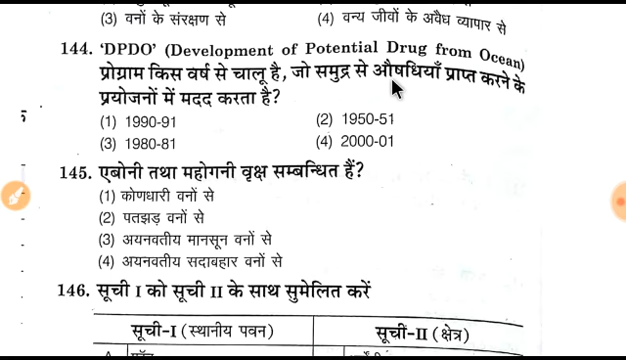 (3) वनों के संरक्षण से (4) वन्य जीवों के अवैध व्यापार से
144. ‘DPDO’ (Development of Potential Drug from Ocean)
प्रोग्राम किस वर्ष से चालू है, जो समुद्र से औषधियाँ प्राप्त करने के
प्रयोजनों में मदद करता है?
(1) 1990-91 (2) 1950-51
(3) 1980-81 (4) 2000-01
145. एबोनी तथा महोगनी वृक्ष सम्बन्धित हैं?
(1) कोणधारी वनों से
(2) पतझड़ वनों से
(3) अयनवतीय मानसून वनों से
(4) अयनवतीय सदाबहार वनों से
146. सूची I को सूची II के साथ सुमेलित करें
सूची-I (स्थानीय पवन) सूची-II (क्षेत्र)